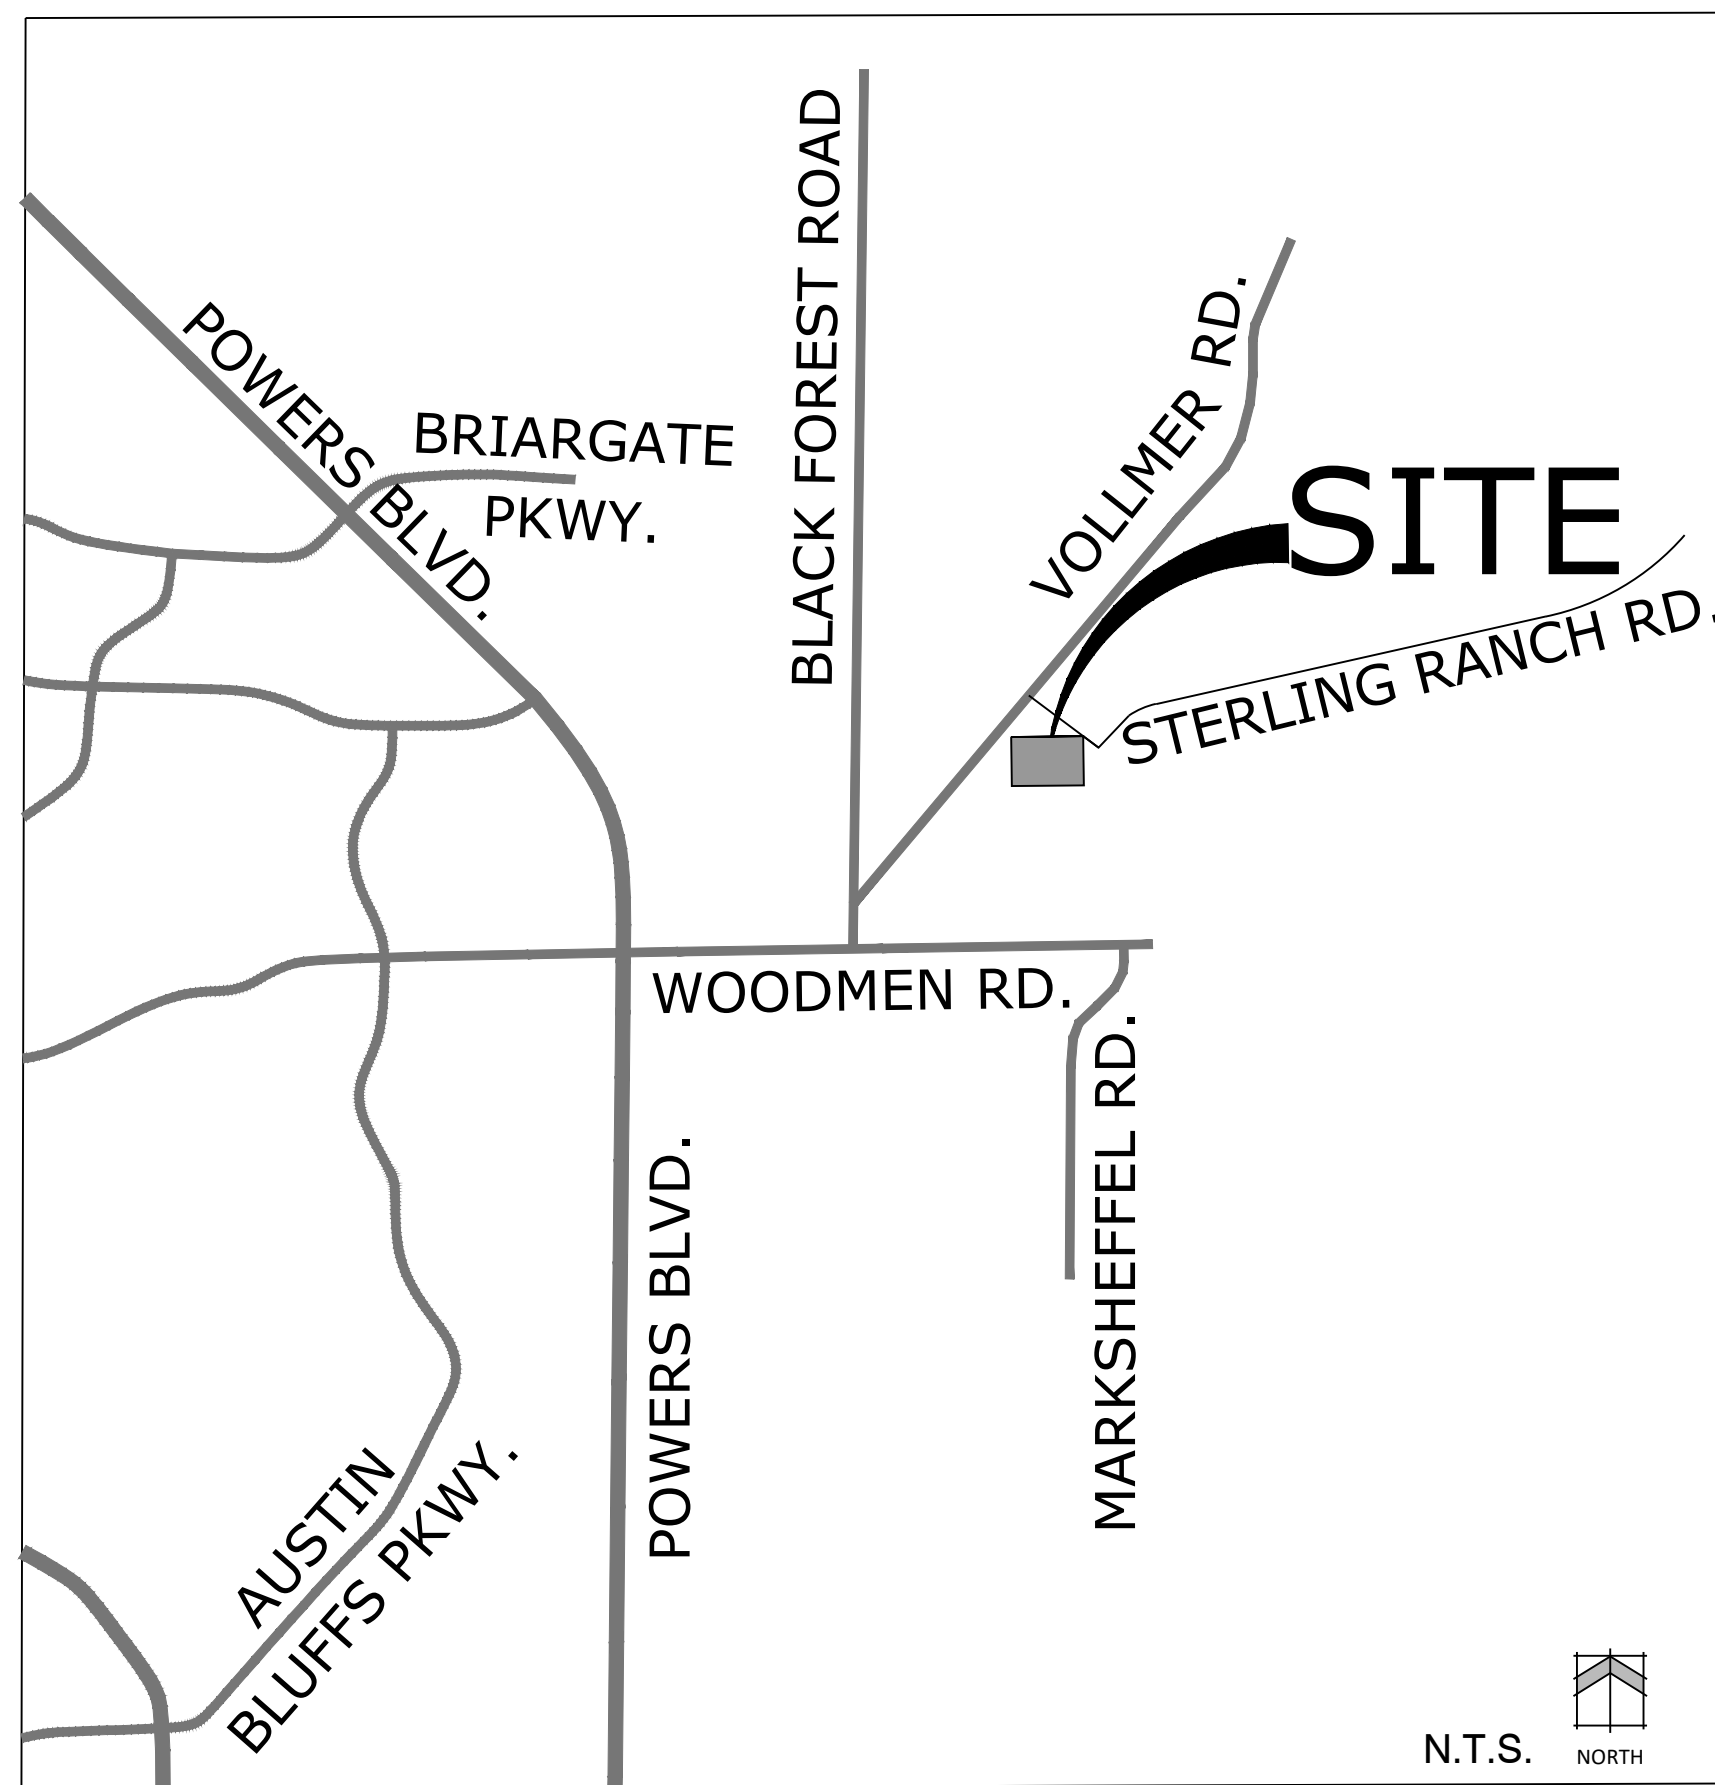 BLACK FOREST ROAD
VOLLMER RD.
POWERS BLVD.
BRIARGATE
PKWY.
SITE
STERLING RANCH RD.
WOODMEN RD.
MARKSHEFFEL RD.
POWERS BLVD.
AUSTIN
BLUFFS PKWY.
N.T.S.
NORTH